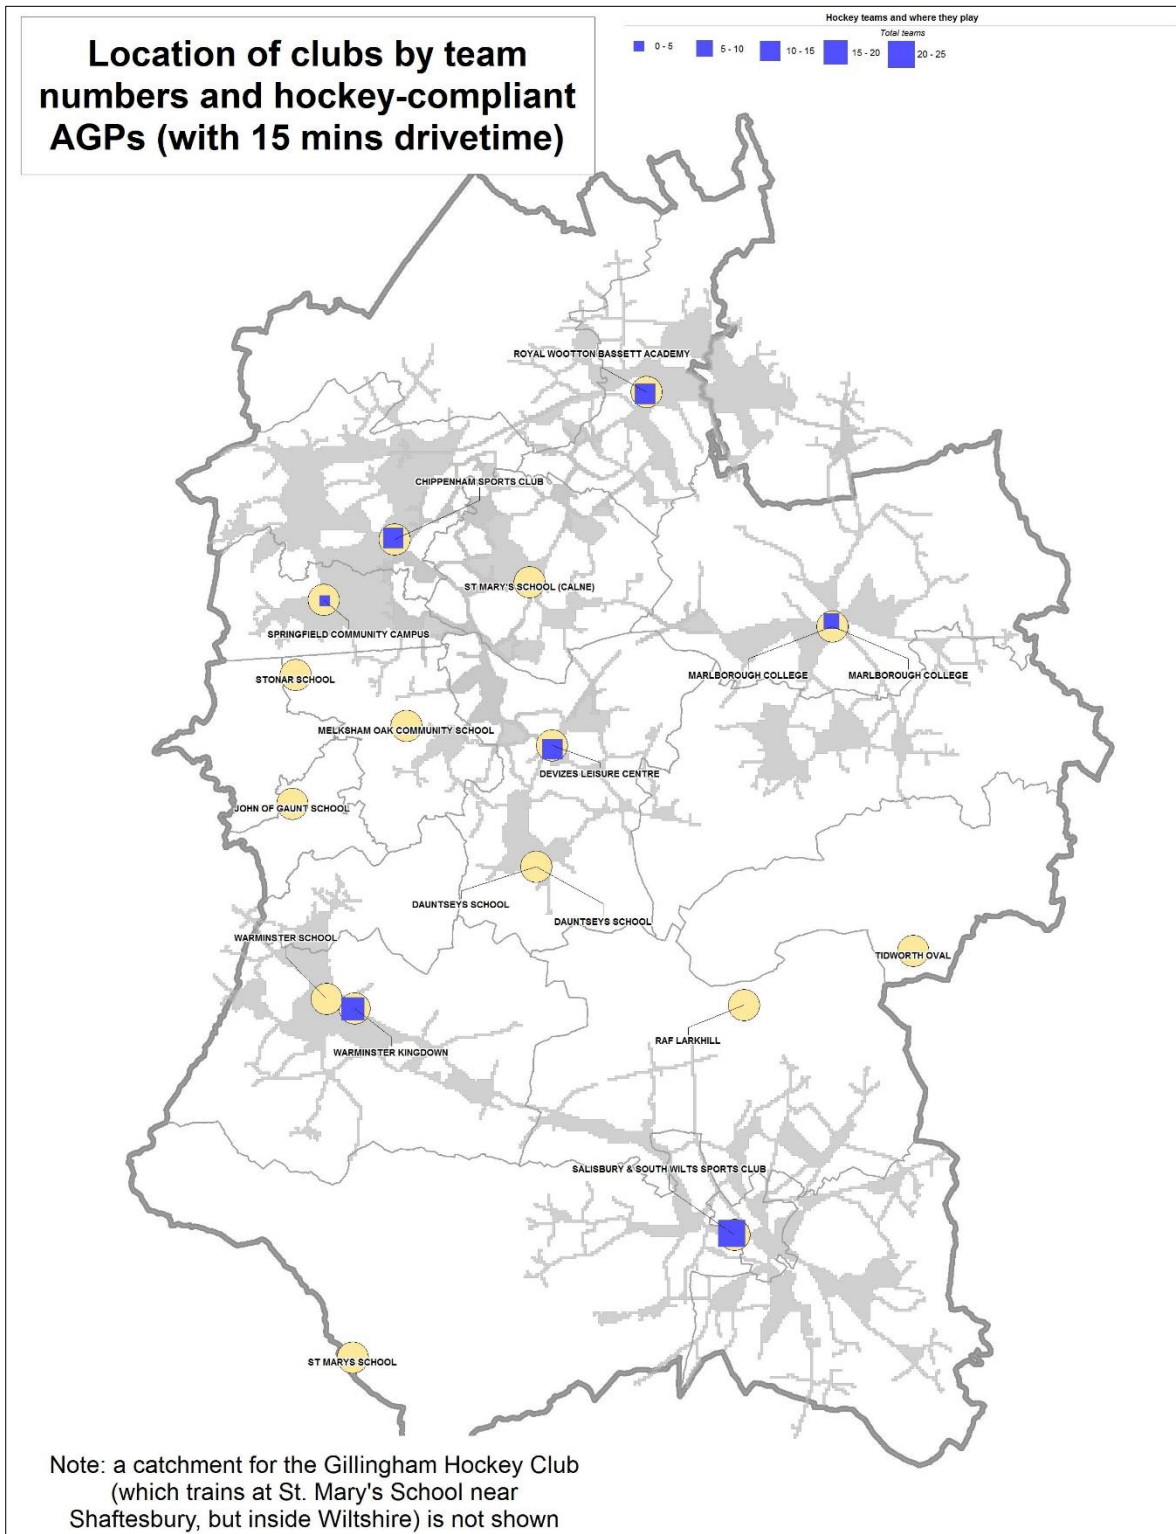 Location of clubs by team
numbers and hockey-compliant
AGPs (with 15 mins drivetime)
Hockey teams and where they play
Total teams
0 - 5
5 - 10
10 - 15
15 - 20
20 - 25
ROYAL WOOTTON BASSETT ACADEMY
CHIPPENHAM SPORTS CLUB
ST MARY'S SCHOOL (CALNE)
SPRINGFIELD COMMUNITY CAMPUS
MARLBOROUGH COLLEGE
MARLBOROUGH COLLEGE
STONAR SCHOOL
MELKSHAM OAK COMMUNITY SCHOOL
DEVIZES LEISURE CENTRE
JOHN OF GAUNT SCHOOL
DAUNTSEYS SCHOOL
DAUNTSEYS SCHOOL
WARMINSTER SCHOOL
TIDWORTH OVAL
RAF LARKHILL
WARMINSTER KINGDOWN
SALISBURY & SOUTH WILTS SPORTS CLUB
ST MARYS SCHOOL
Note: a catchment for the Gillingham Hockey Club
(which trains at St. Mary's School near
Shaftesbury, but inside Wiltshire) is not shown